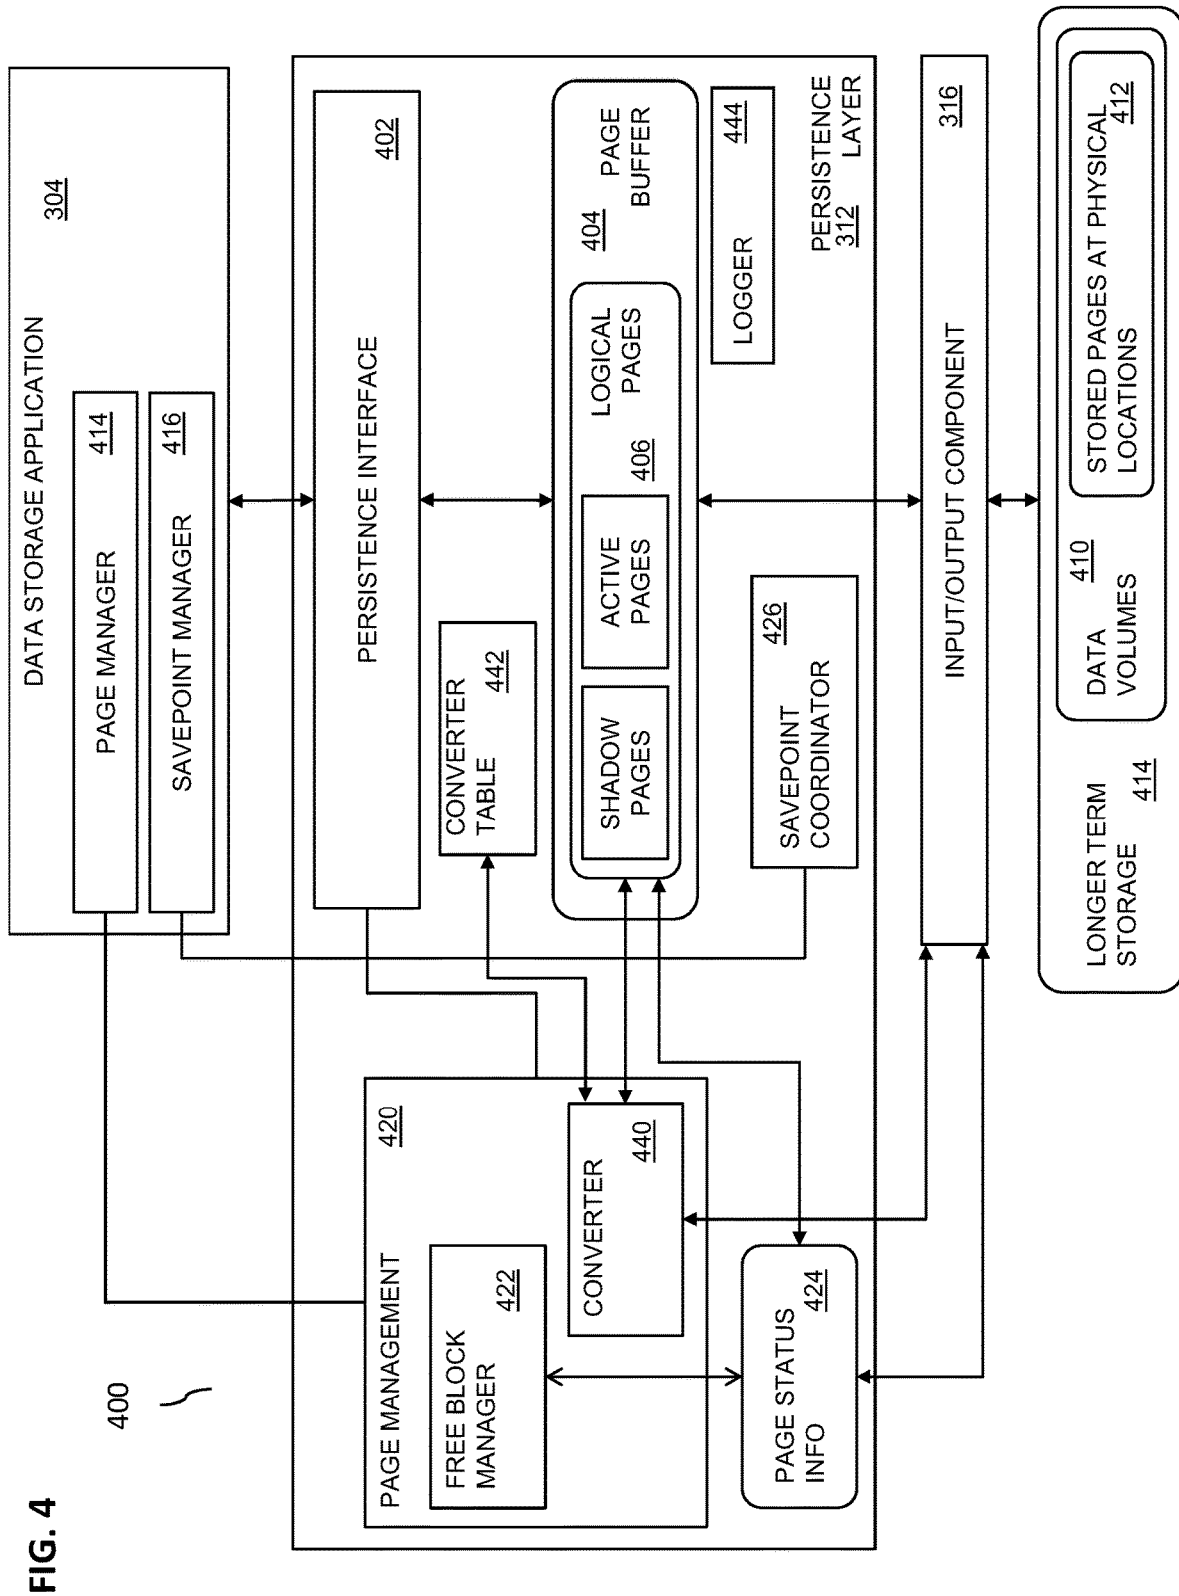 FIG. 4
400
DATA STORAGE APPLICATION
304
PAGE MANAGER
414
SAVEPOINT MANAGER
416
PERSISTENCE INTERFACE
402
PAGE MANAGEMENT
420
FREE BLOCK
MANAGER
422
CONVERTER
440
CONVERTER
TABLE
442
PAGE STATUS
INFO
424
SHADOW
PAGES
ACTIVE
PAGES
406
LOGICAL
PAGES
404
PAGE
BUFFER
SAVEPOINT
COORDINATOR
426
LOGGER
444
PERSISTENCE
LAYER
312
INPUT/OUTPUT COMPONENT
316
LONGER TERM
STORAGE
414
DATA
VOLUMES
410
STORED PAGES AT PHYSICAL
LOCATIONS
412